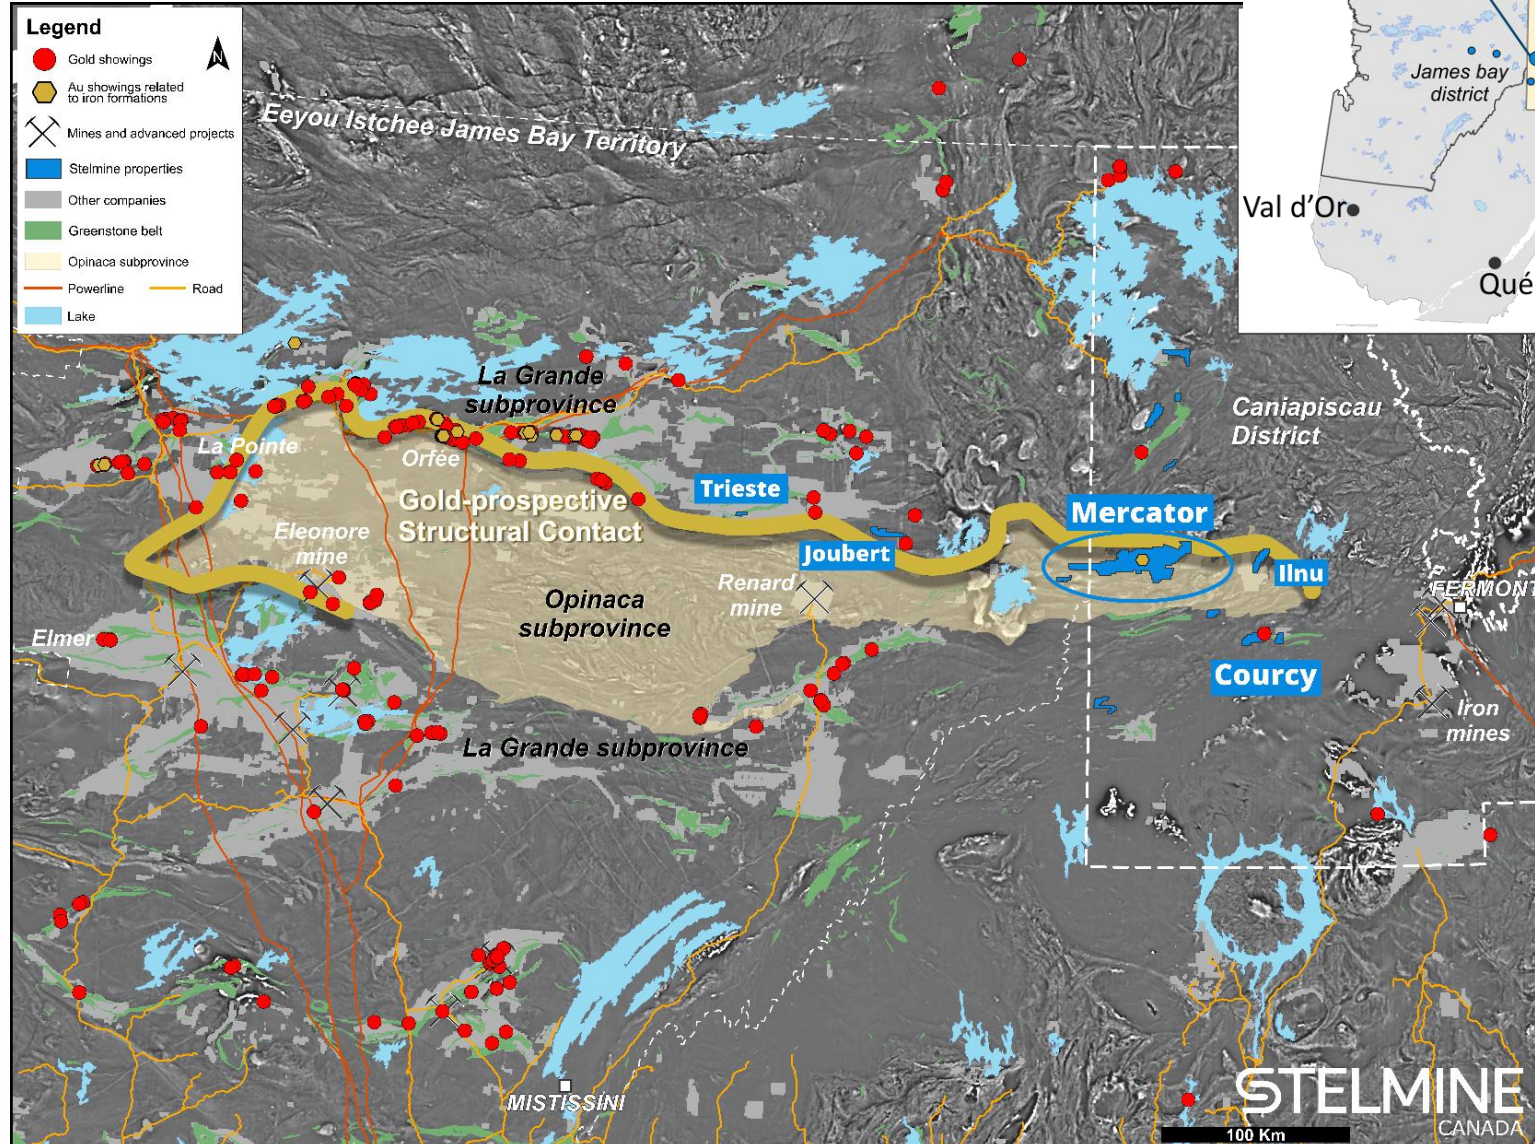 Legend
N
Gold showings
Au showings related
to iron formations
Mines and advanced projects
Stelmine properties
Other companies
Greenstone belt
Opinaca subprovince
Powerline
Road
Lake
James bay
district
Val d'Or
Qué
Eeyou Istchee James Bay Territory
La Grande
subprovince
Caniapiscau
District
La Pointe
Orfée
Gold-prospective
Structural Contact
Trieste
Mercator
Eleonore
mine
Joubert
Ilnu
Renard
mine
FERMONT
Opinaca
subprovince
Elmer
Courcy
Iron
mines
La Grande subprovince
MISTISSINI
STELMINE
CANADA
100 Km